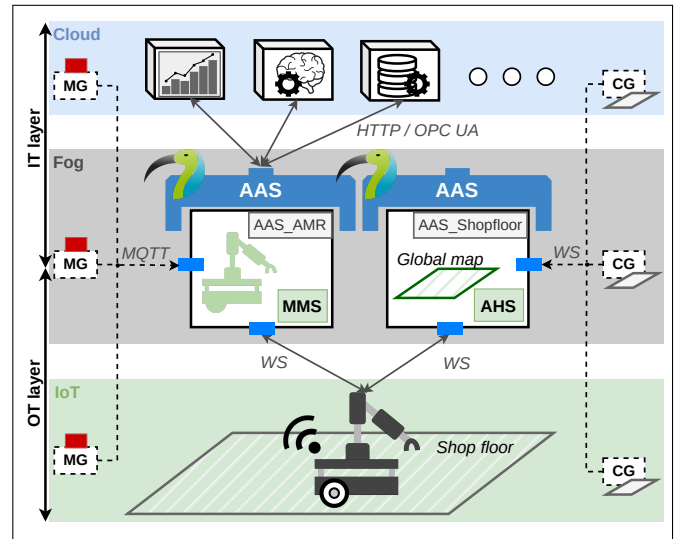 Cloud
MG
CG
HTTP / OPC UA
IT layer
Fog
AAS
AAS
AAS_AMR
AAS_Shopfloor
MG
MQTT
Global map
WS
CG
MMS
AHS
WS
WS
OT layer
IoT
MG
Shop floor
CG